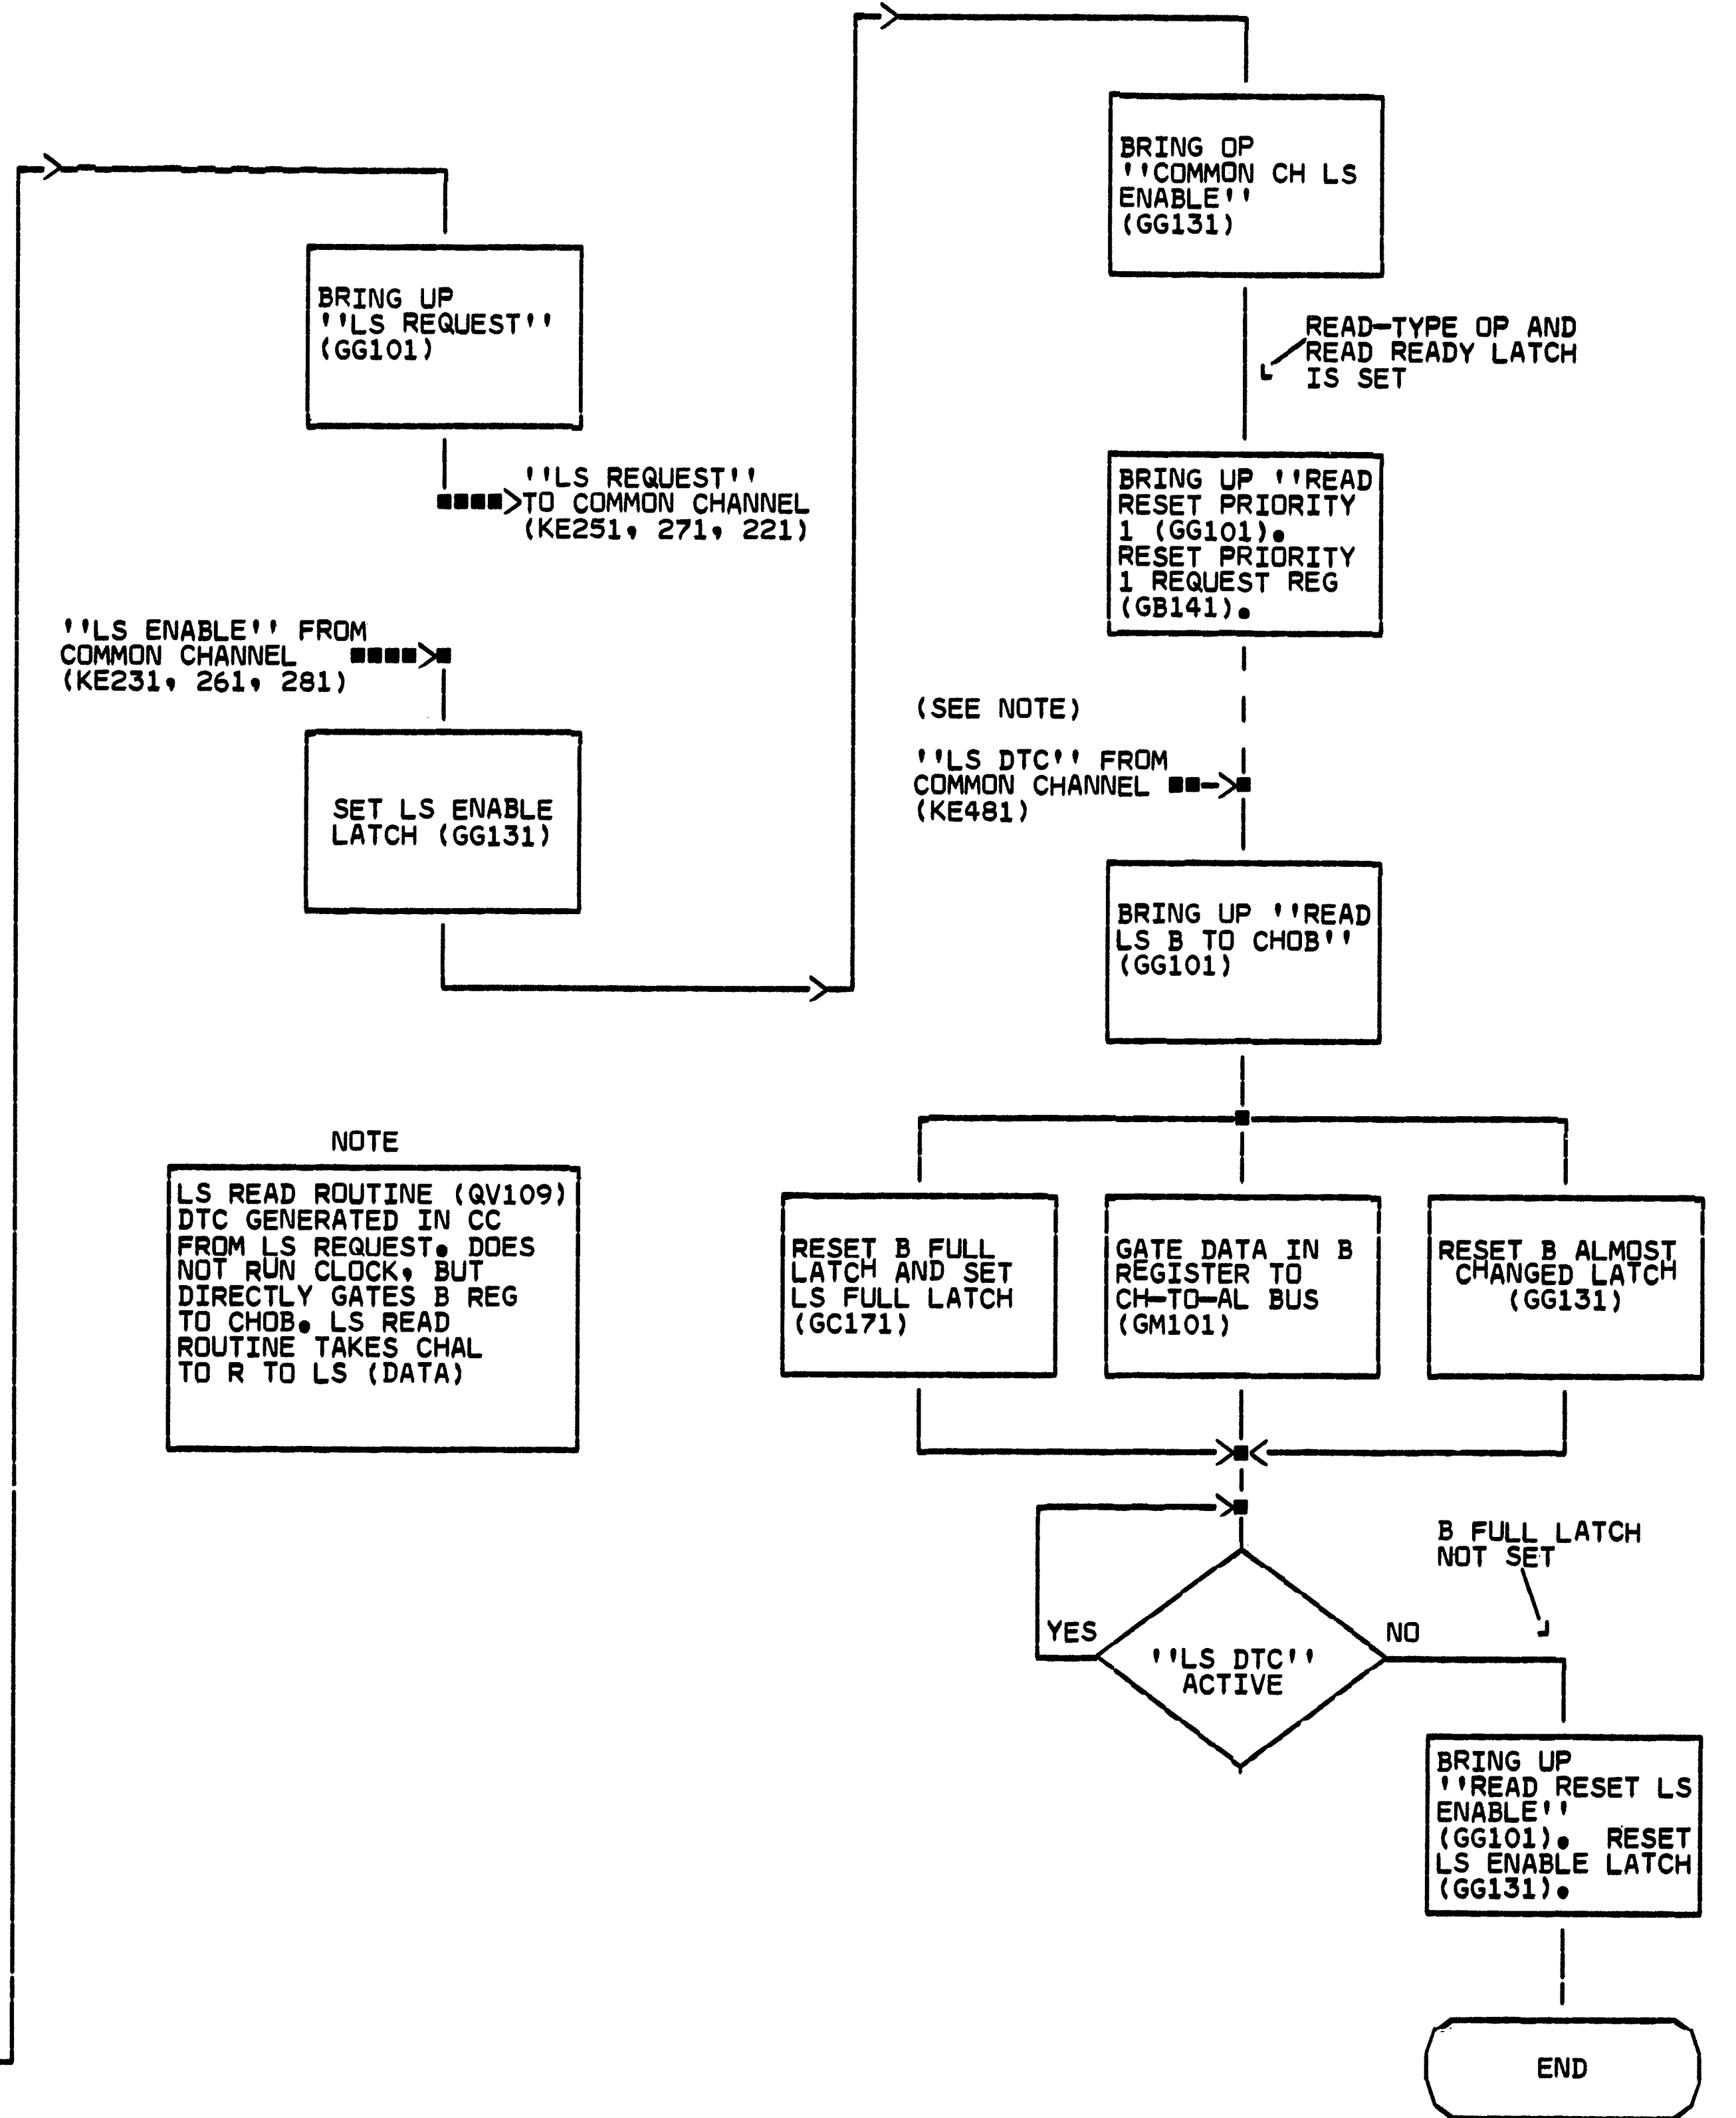 BRING UP
''LS REQUEST''
(GG101)
''LS REQUEST''
TO COMMON CHANNEL
(KE251, 271, 221)
''LS ENABLE'' FROM
COMMON CHANNEL
(KE231, 261, 281)
SET LS ENABLE
LATCH (GG131)
NOTE
LS READ ROUTINE (QV109)
DTC GENERATED IN CC
FROM LS REQUEST. DOES
NOT RUN CLOCK, BUT
DIRECTLY GATES B REG
TO CHOB. LS READ
ROUTINE TAKES CHAL
TO R TO LS (DATA)
BRING OP
''COMMON CH LS
ENABLE''
(GG131)
READ-TYPE OP AND
READ READY LATCH
IS SET
BRING UP ''READ
RESET PRIORITY
1 (GG101).
RESET PRIORITY
1 REQUEST REG
(GB141).
(SEE NOTE)
''LS DTC'' FROM
COMMON CHANNEL
(KE481)
BRING UP ''READ
LS B TO CHOB''
(GG101)
RESET B FULL
LATCH AND SET
LS FULL LATCH
(GC171)
GATE DATA IN B
REGISTER TO
CH-TO-AL BUS
(GM101)
RESET B ALMOST
CHANGED LATCH
(GG131)
B FULL LATCH
NOT SET
YES
''LS DTC''
ACTIVE
NO
BRING UP
''READ RESET LS
ENABLE''
(GG101). RESET
LS ENABLE LATCH
(GG131).
END